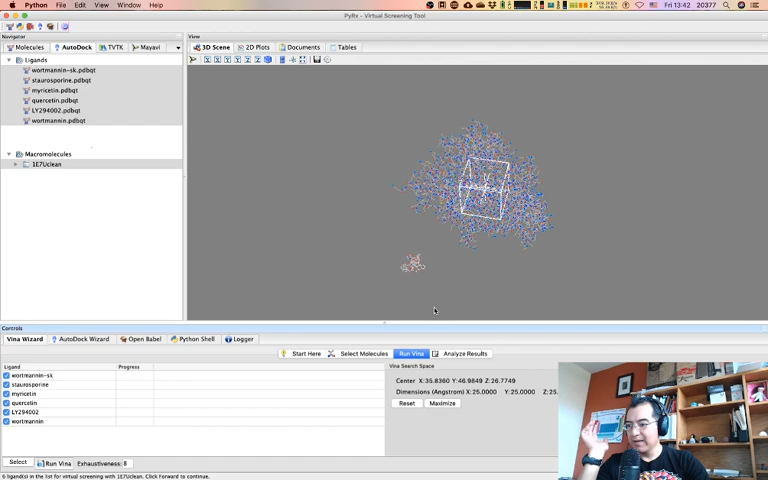 Python File Edit View Window Help
Fri 13:42 20377
PyRx - Virtual Screening Tool
Navigator
View
Molecules AutoDock TVTK Mayavi
3D Scene 2D Plots Documents Tables
Ligands
wortmannin-sk.pdbqt
staurosporine.pdbqt
myricetin.pdbqt
quercetin.pdbqt
LY294002.pdbqt
wortmannin.pdbqt
Macromolecules
1E7Uclean
Controls
Vina Wizard AutoDock Wizard Open Babel Python Shell Logger
Start Here Select Molecules Run Vina Analyze Results
Ligand Progress
wortmannin-sk
staurosporine
myricetin
quercetin
LY294002
wortmannin
Vina Search Space
Center X:35.8360 Y:46.9849 Z:26.7749
Dimensions (Angstrom) X:25.0000 Y:25.0000 Z:25.
Reset Maximize
Select Run Vina Exhaustiveness: 8
6 ligand(s) in the list for virtual screening with 1E7Uclean. Click Forward to continue.